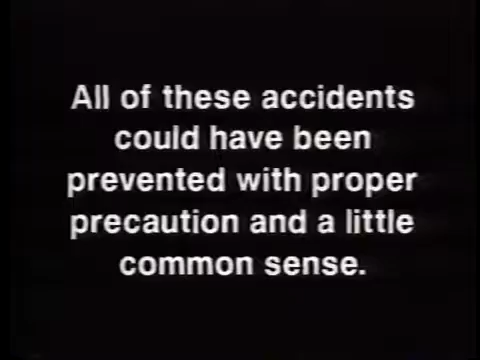 All of these accidents
could have been
prevented with proper
precaution and a little
common sense.